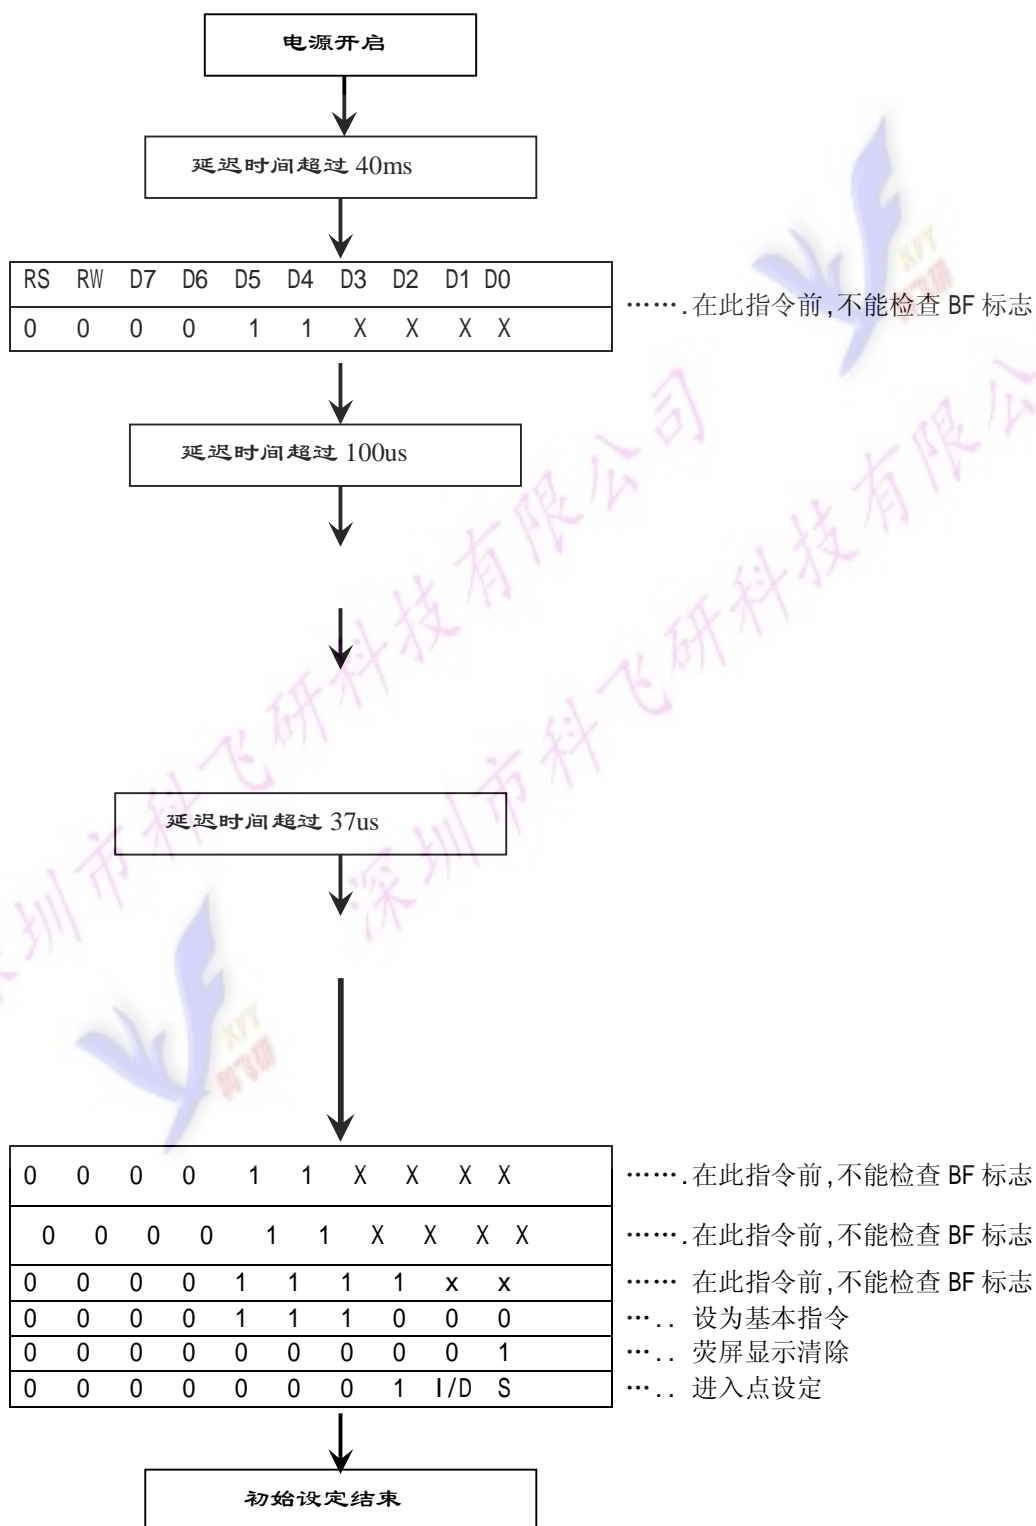 电源开启
延迟时间超过 40ms
RS RW D7 D6 D5 D4 D3 D2 D1 D0
0 0 0 0 1 1 X X X X
…….在此指令前,不能检查 BF 标志
延迟时间超过 100us
延迟时间超过 37us
0 0 0 0 1 1 X X X X …….在此指令前,不能检查 BF 标志
0 0 0 0 1 1 X X X X …….在此指令前,不能检查 BF 标志
0 0 0 0 1 1 1 1 x x …… 在此指令前,不能检查 BF 标志
0 0 0 0 1 1 1 0 0 0 ….. 设为基本指令
0 0 0 0 0 0 0 0 0 1 ….. 荧屏显示清除
0 0 0 0 0 0 0 1 I/D S ….. 进入点设定
初始设定结束
深圳市科飞研科技有限公司
深圳市科飞研科技有限公
KFY
科飞研
KFY
科飞研